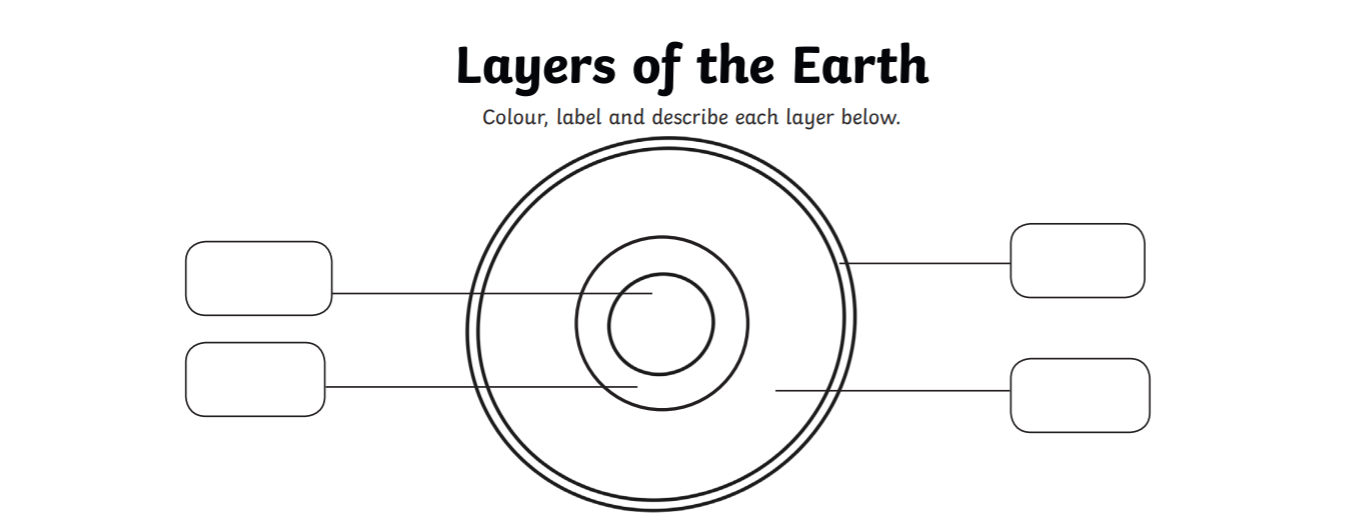 Layers of the Earth
Colour, label and describe each layer below.